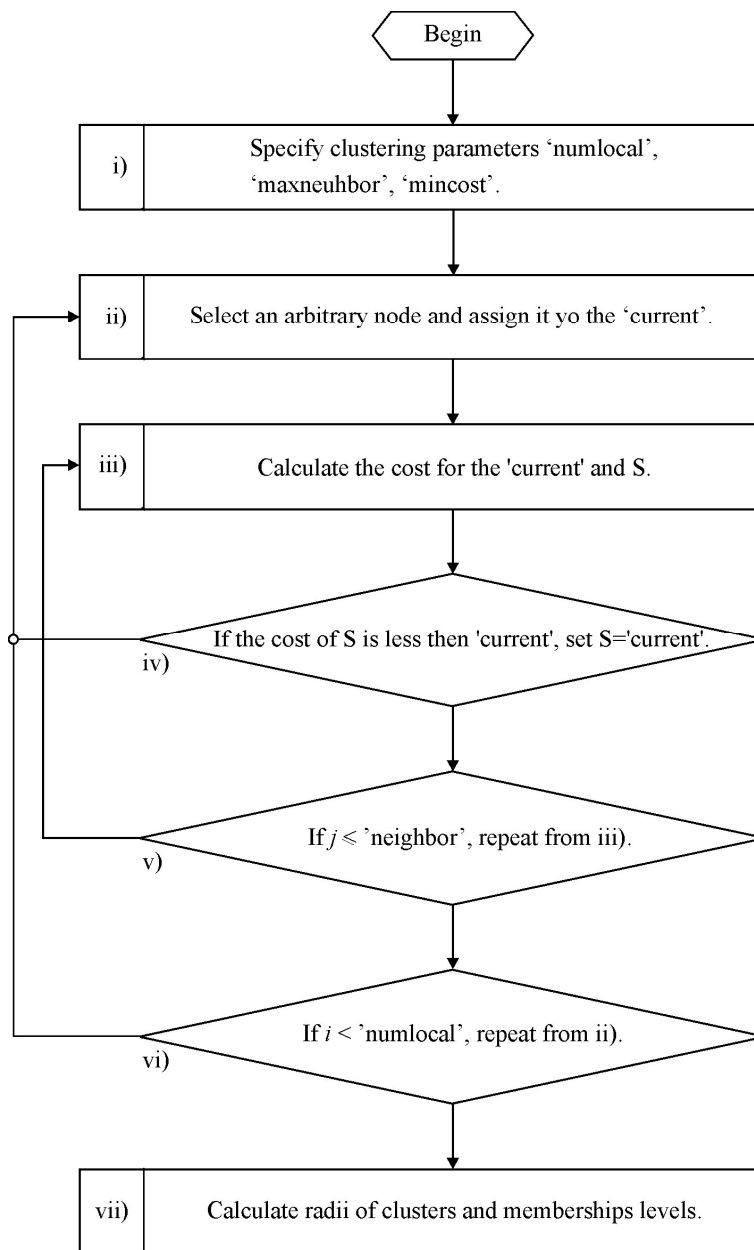 Begin
i)
Specify clustering parameters ‘numlocal’,
‘maxneuhbor’, ‘mincost’.
ii)
Select an arbitrary node and assign it yo the ‘current’.
iii)
Calculate the cost for the 'current' and S.
If the cost of S is less then 'current', set S='current'.
iv)
If j < ’neighbor’, repeat from iii).
v)
If i < ’numlocal’, repeat from ii).
vi)
vii)
Calculate radii of clusters and memberships levels.